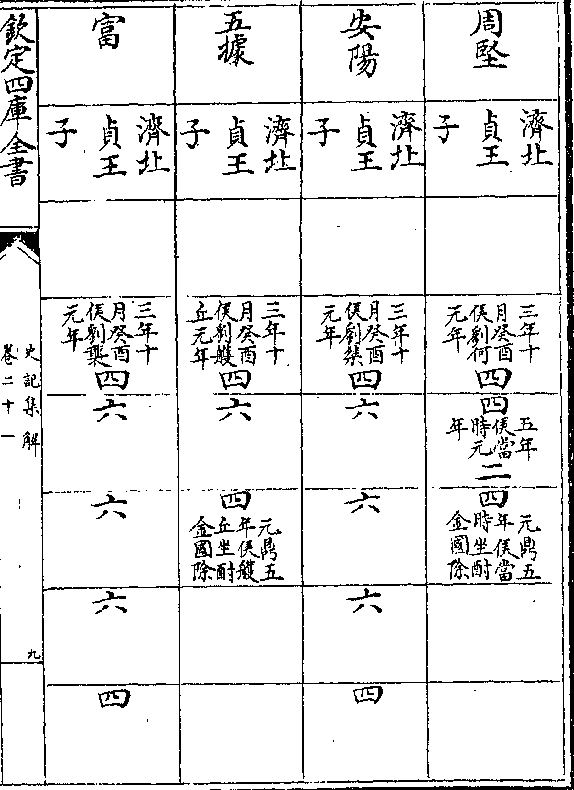 周堅
濟北
貞王
子
三年十
月癸酉
侯劉何
元年
四
四
五年
侯當
時元
年
二
四
元鼎五
年侯當
時坐酎
金國除
安陽
濟北
貞王
子
三年十
月癸酉
侯劉桀
元年
四
六
六
六
四
五據
濟北
貞王
子
三年十
月癸酉
侯劉臒
丘元年
四
六
四
元鼎五
年侯臒
丘坐酎
金國除
富
濟北
貞王
子
三年十
月癸酉
侯劉襲
元年
四
六
六
六
四
欽定四庫全書
史記集解
卷二十一
九